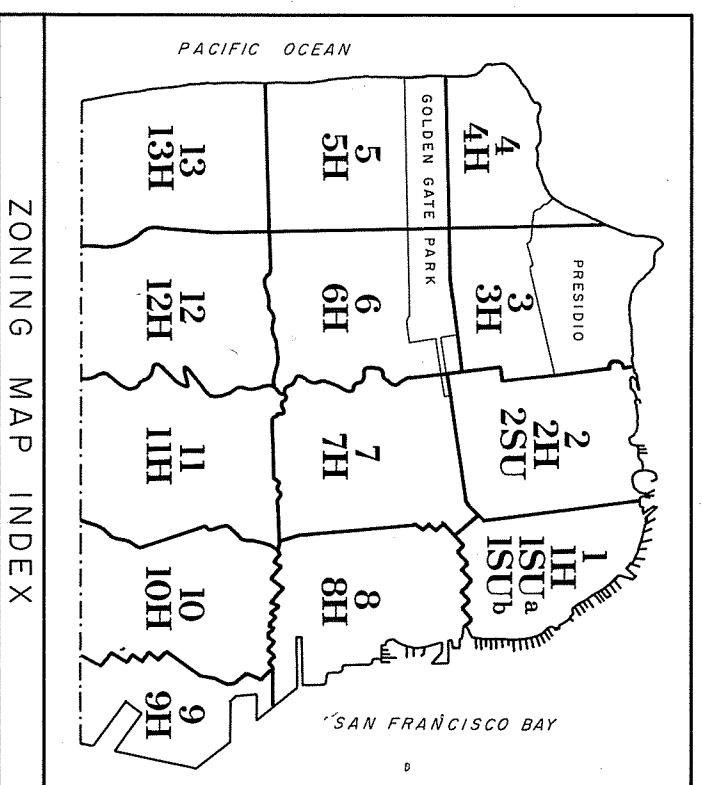 PACIFIC OCEAN
4
4H
GOLDEN GATE PARK
5
5H
13
13H
PRESIDIO
3
3H
6
6H
12
12H
2
2H
2SU
7
7H
11
11H
1
1H
1SUa
1SUb
8
8H
10
10H
9
9H
SAN FRANCISCO BAY
ZONING MAP INDEX